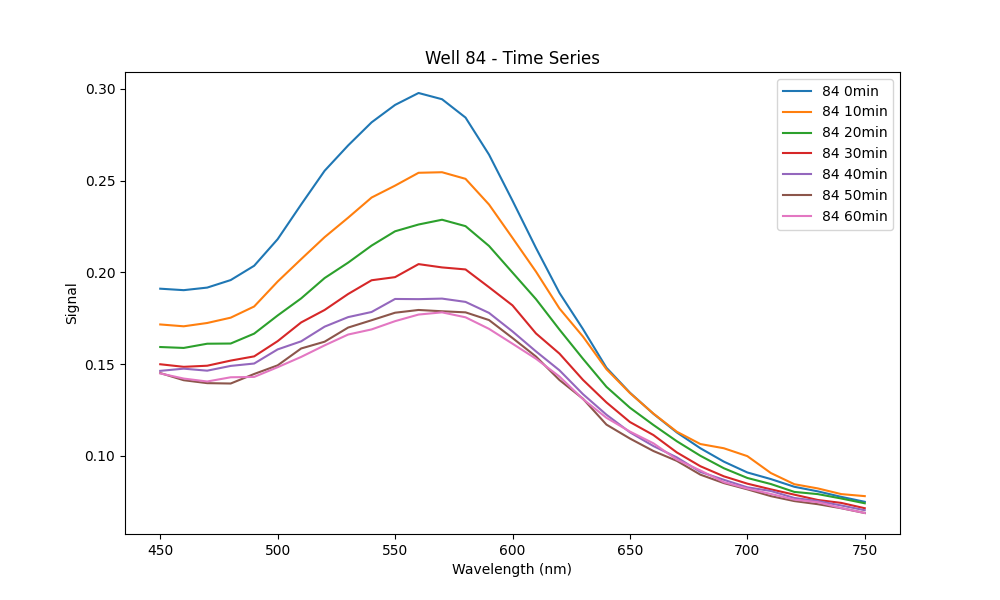 Well 84 - Time Series
84 0min
84 10min
84 20min
84 30min
84 40min
84 50min
84 60min
0.30
0.25
0.20
0.15
0.10
Signal
450 500 550 600 650 700 750
Wavelength (nm)